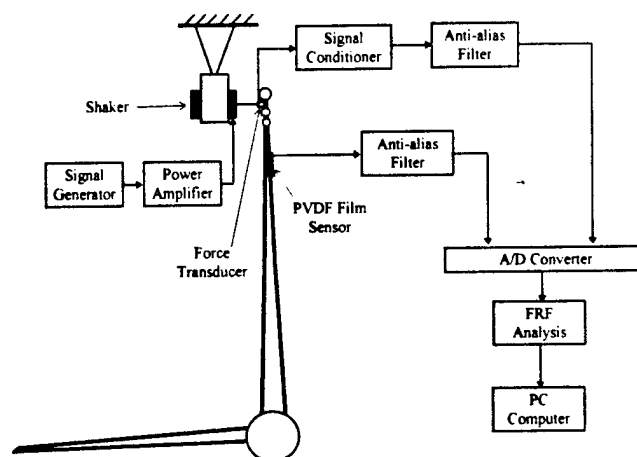 Signal
Conditioner
Anti-alias
Filter
Shaker
Anti-alias
Filter
Signal
Generator
Power
Amplifier
PVDF Film
Sensor
Force
Transducer
A/D Converter
FRF
Analysis
PC
Computer